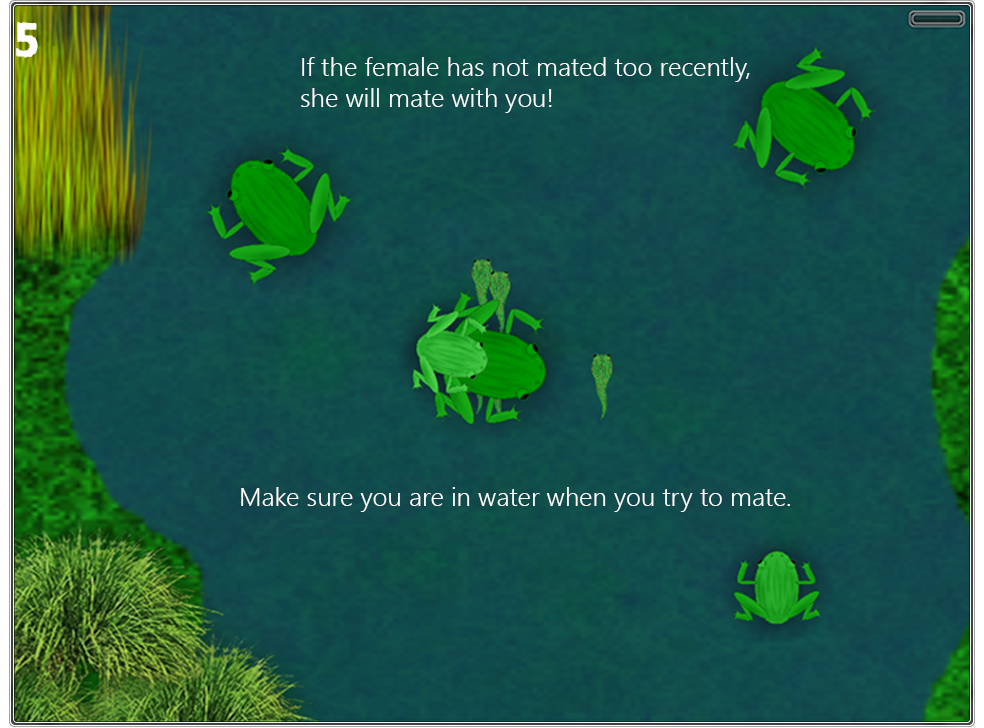 5
If the female has not mated too recently,
she will mate with you!
Make sure you are in water when you try to mate.